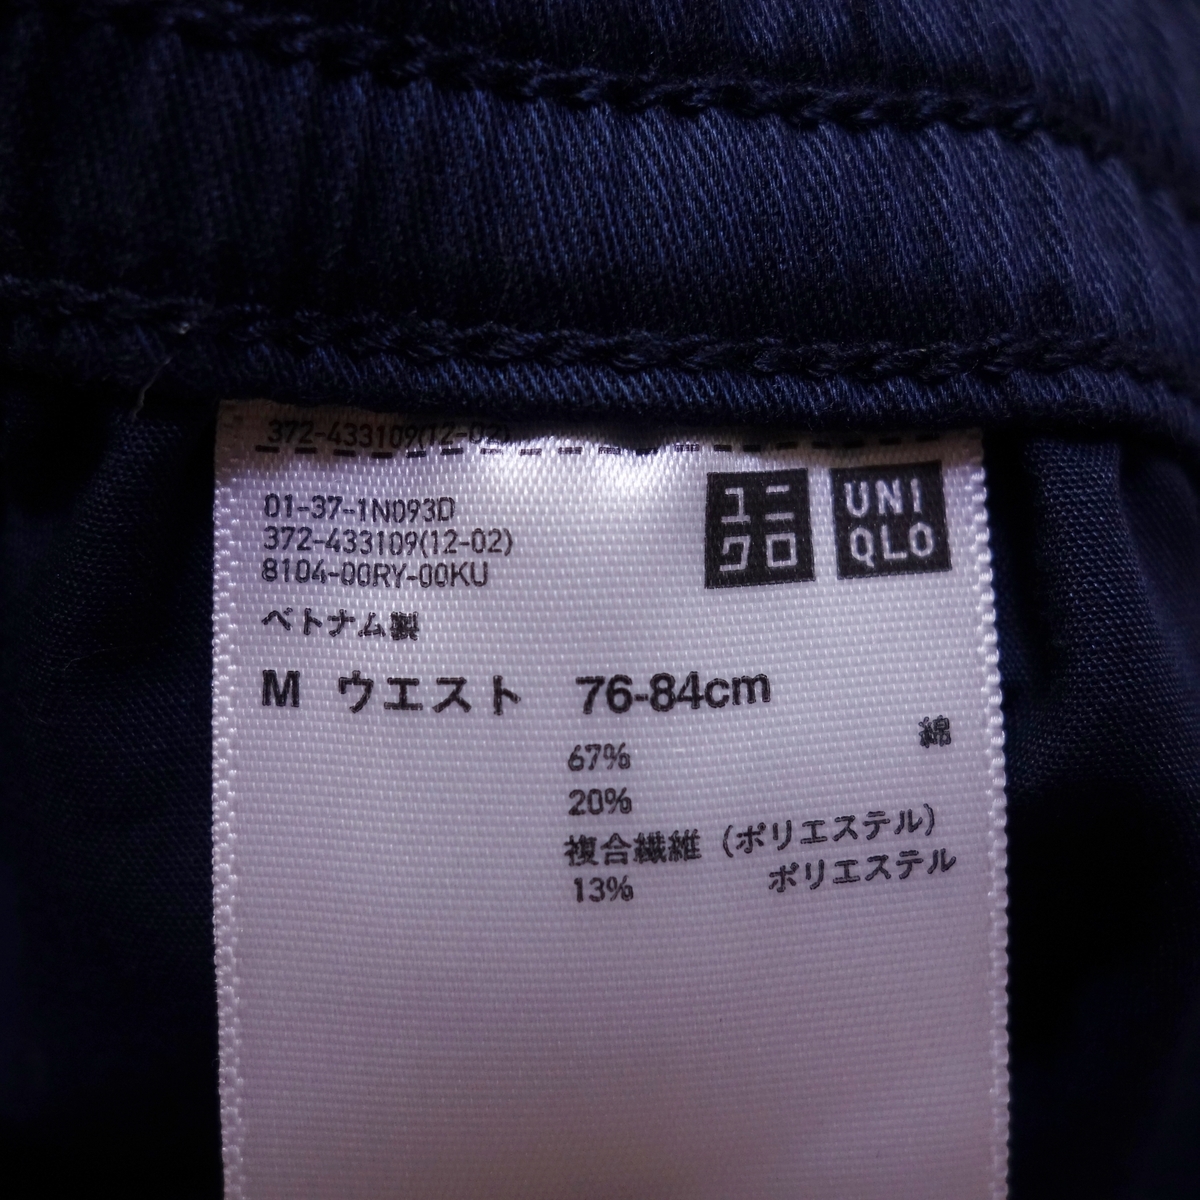 372-433109(12-02)
01-37-1N093D
372-433109(12-02)
8104-00RY-00KU
ユニ
クロ
UNI
QLO
ベトナム製
M ウエスト 76-84cm
綿
67%
20%
複合繊維 (ポリエステル)
13% ポリエステル